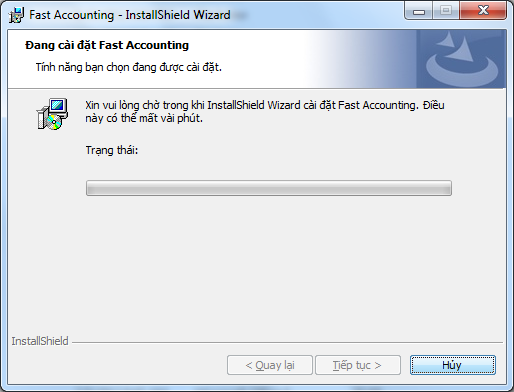 Fast Accounting - InstallShield Wizard
Đang cài đặt Fast Accounting
Tính năng bạn chọn đang được cài đặt.
Xin vui lòng chờ trong khi InstallShield Wizard cài đặt Fast Accounting. Điều
này có thể mất vài phút.
Trạng thái:
InstallShield
< Quay lại
Tiếp tục >
Hủy